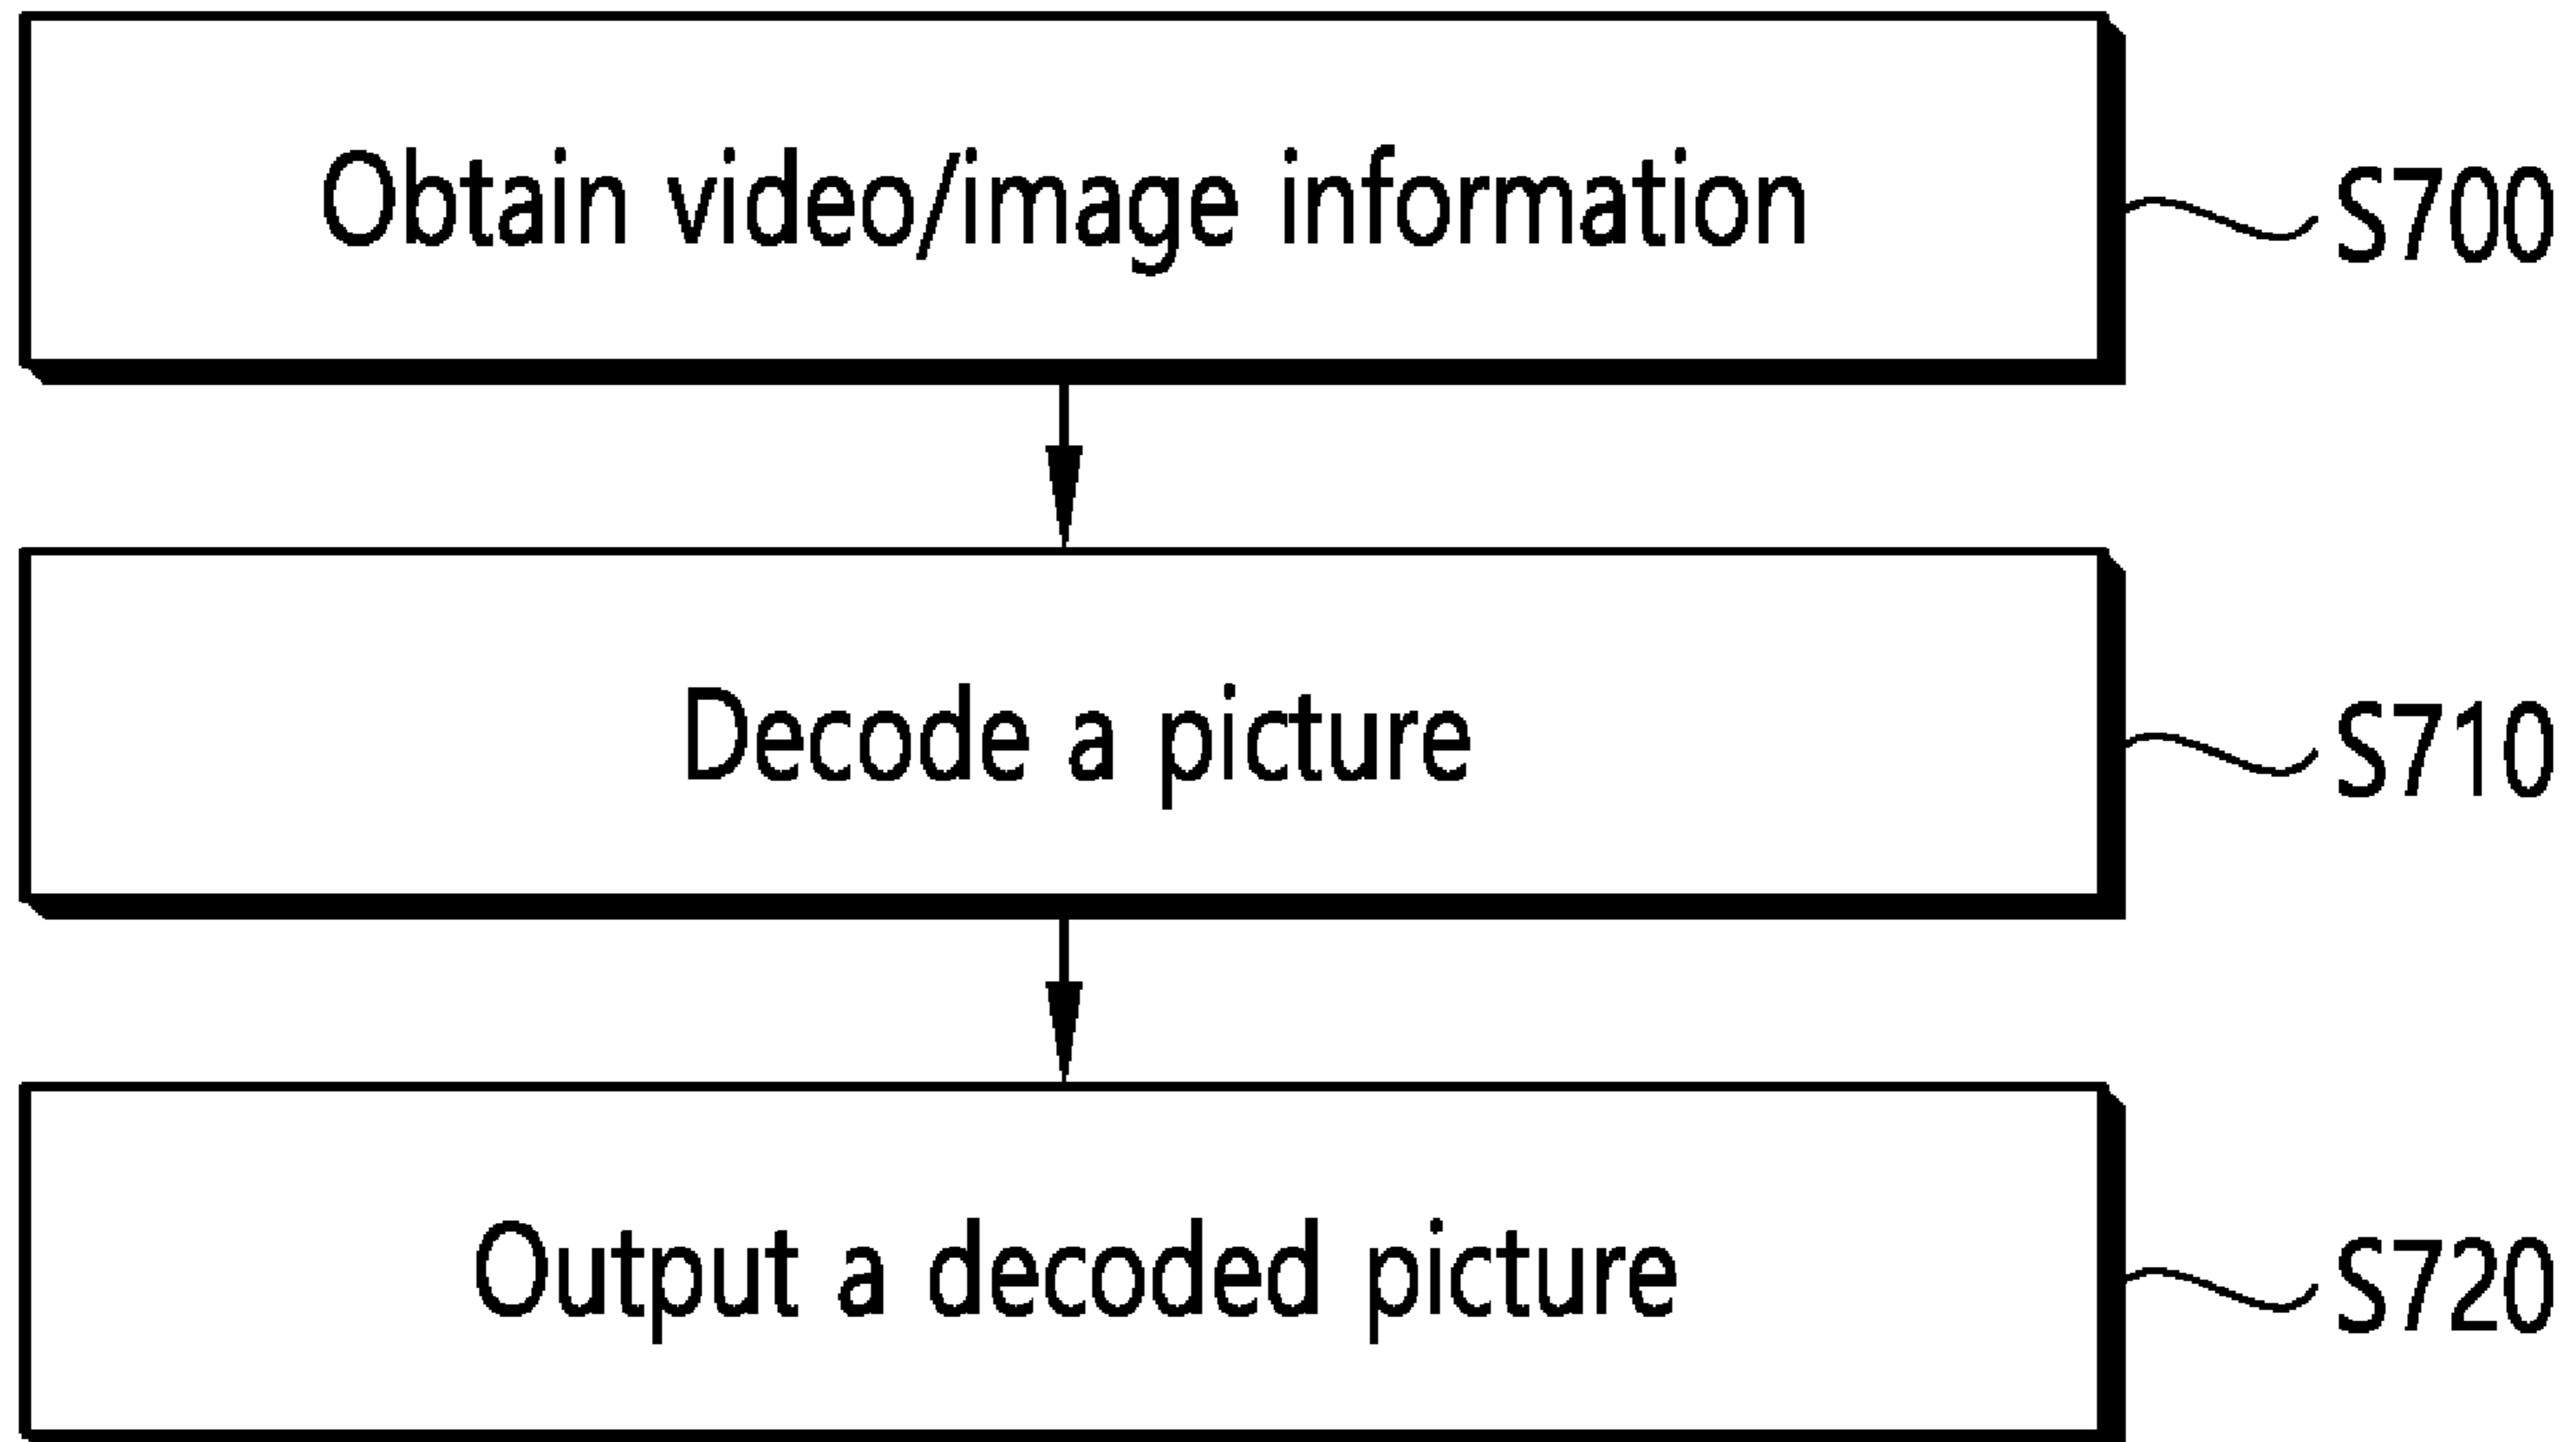 Obtain video/image information
S700
Decode a picture
S710
Output a decoded picture
S720